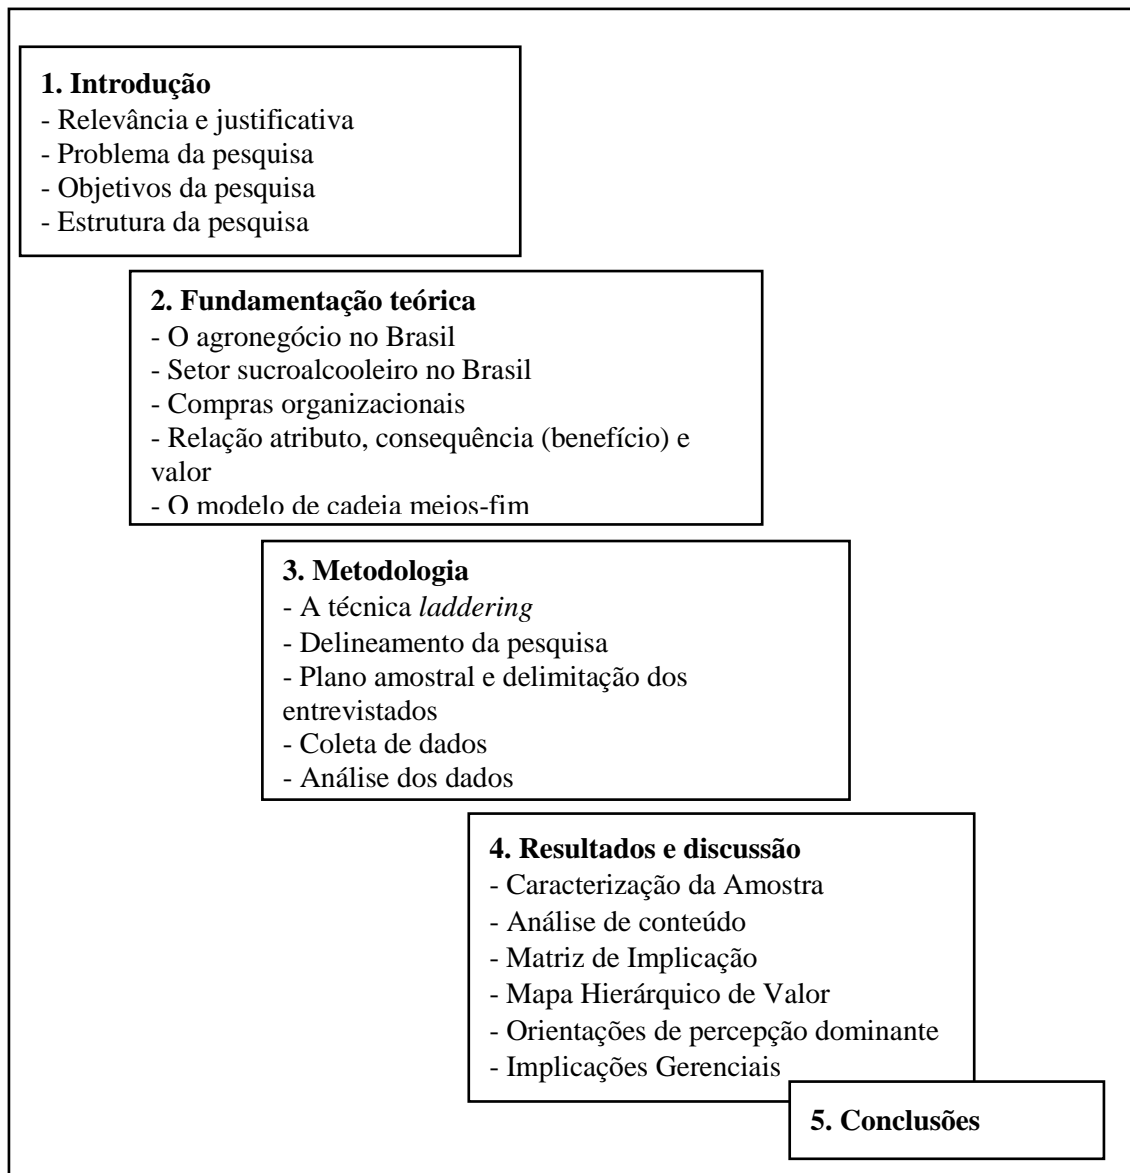 1. Introdução
- Relevância e justificativa
- Problema da pesquisa
- Objetivos da pesquisa
- Estrutura da pesquisa
2. Fundamentação teórica
- O agronegócio no Brasil
- Setor sucroalcooleiro no Brasil
- Compras organizacionais
- Relação atributo, consequência (benefício) e
valor
- O modelo de cadeia meios-fim
3. Metodologia
- A técnica laddering
- Delineamento da pesquisa
- Plano amostral e delimitação dos
entrevistados
- Coleta de dados
- Análise dos dados
4. Resultados e discussão
- Caracterização da Amostra
- Análise de conteúdo
- Matriz de Implicação
- Mapa Hierárquico de Valor
- Orientações de percepção dominante
- Implicações Gerenciais
5. Conclusões